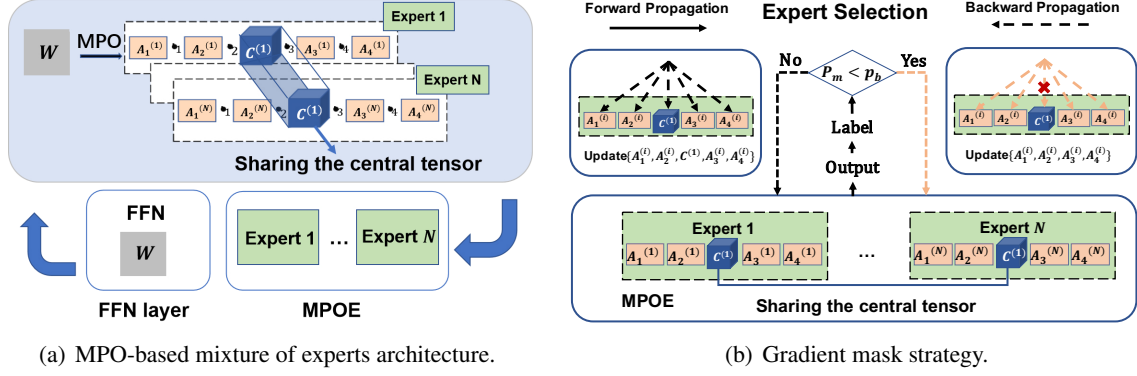 Expert 1
W
MPO
A₁⁽¹⁾ •₁ A₂⁽¹⁾ •₂ C⁽¹⁾ •₃ A₃⁽¹⁾ •₄ A₄⁽¹⁾
Expert N
A₁⁽ᴺ⁾ •₁ A₂⁽ᴺ⁾ •₂ C⁽¹⁾ •₃ A₃⁽ᴺ⁾ •₄ A₄⁽ᴺ⁾
Sharing the central tensor
FFN
W
FFN layer
Expert 1 ... Expert N
MPOE
(a) MPO-based mixture of experts architecture.
Forward Propagation
Expert Selection
Backward Propagation
No
Pₘ < p_b
Yes
A₁⁽ⁱ⁾ A₂⁽ⁱ⁾ C⁽¹⁾ A₃⁽ⁱ⁾ A₄⁽ⁱ⁾
Update{A₁⁽ⁱ⁾, A₂⁽ⁱ⁾, C⁽¹⁾, A₃⁽ⁱ⁾, A₄⁽ⁱ⁾}
Label
Output
A₁⁽ⁱ⁾ A₂⁽ⁱ⁾ C⁽¹⁾ A₃⁽ⁱ⁾ A₄⁽ⁱ⁾
Update{A₁⁽ⁱ⁾, A₂⁽ⁱ⁾, A₃⁽ⁱ⁾, A₄⁽ⁱ⁾}
Expert 1
A₁⁽¹⁾ A₂⁽¹⁾ C⁽¹⁾ A₃⁽¹⁾ A₄⁽¹⁾
...
Expert N
A₁⁽ᴺ⁾ A₂⁽ᴺ⁾ C⁽¹⁾ A₃⁽ᴺ⁾ A₄⁽ᴺ⁾
MPOE
Sharing the central tensor
(b) Gradient mask strategy.